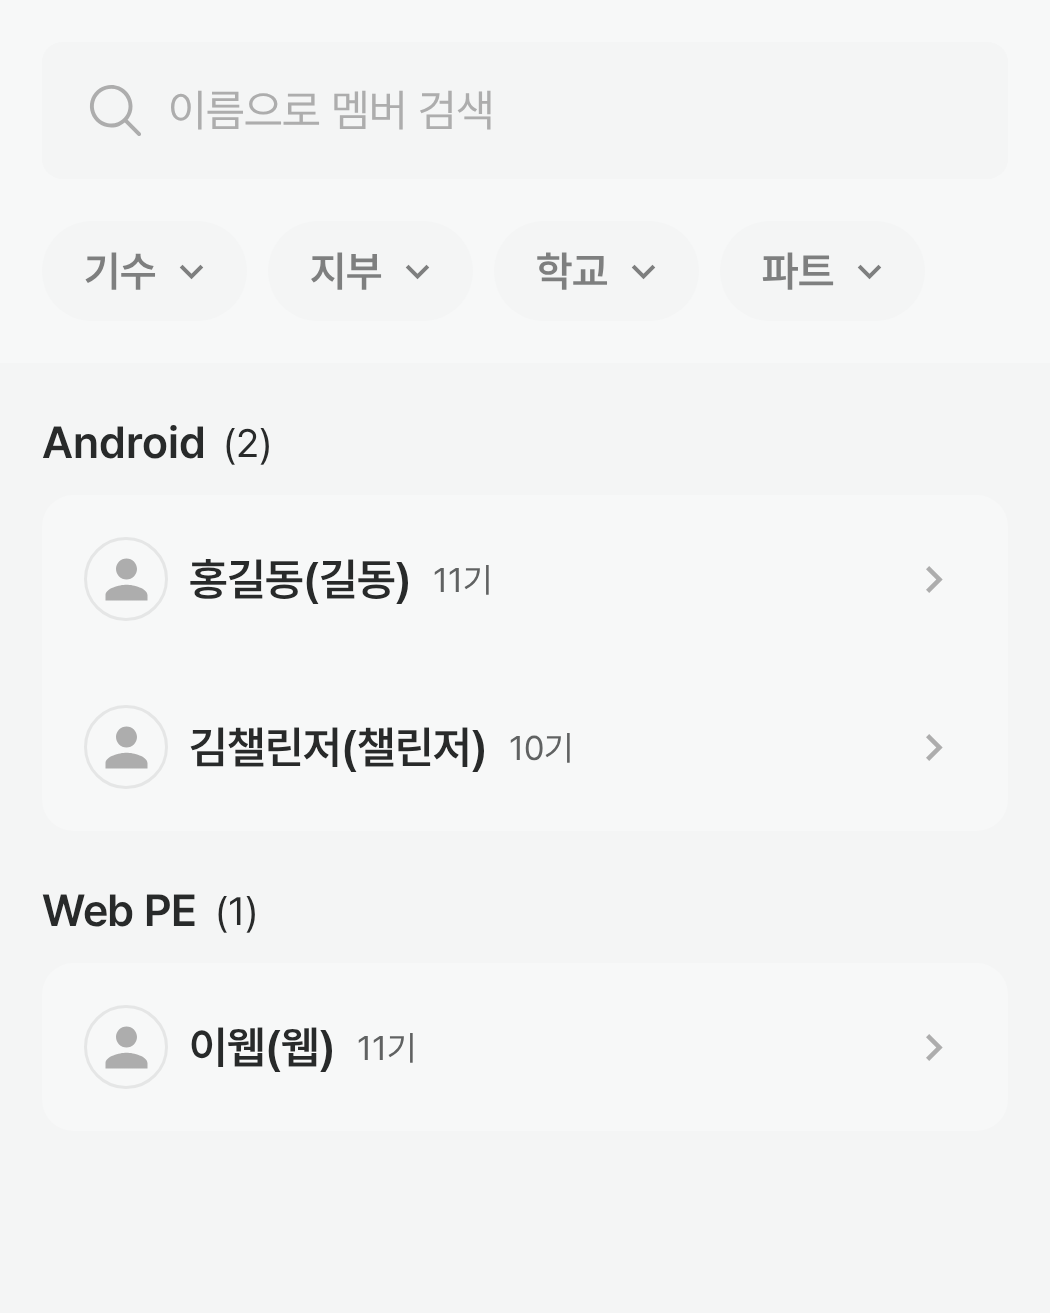 이름으로 멤버 검색
기수 지부 학교 파트
Android (2)
홍길동(길동) 11기
김챌린저(챌린저) 10기
Web PE (1)
이웹(웹) 11기